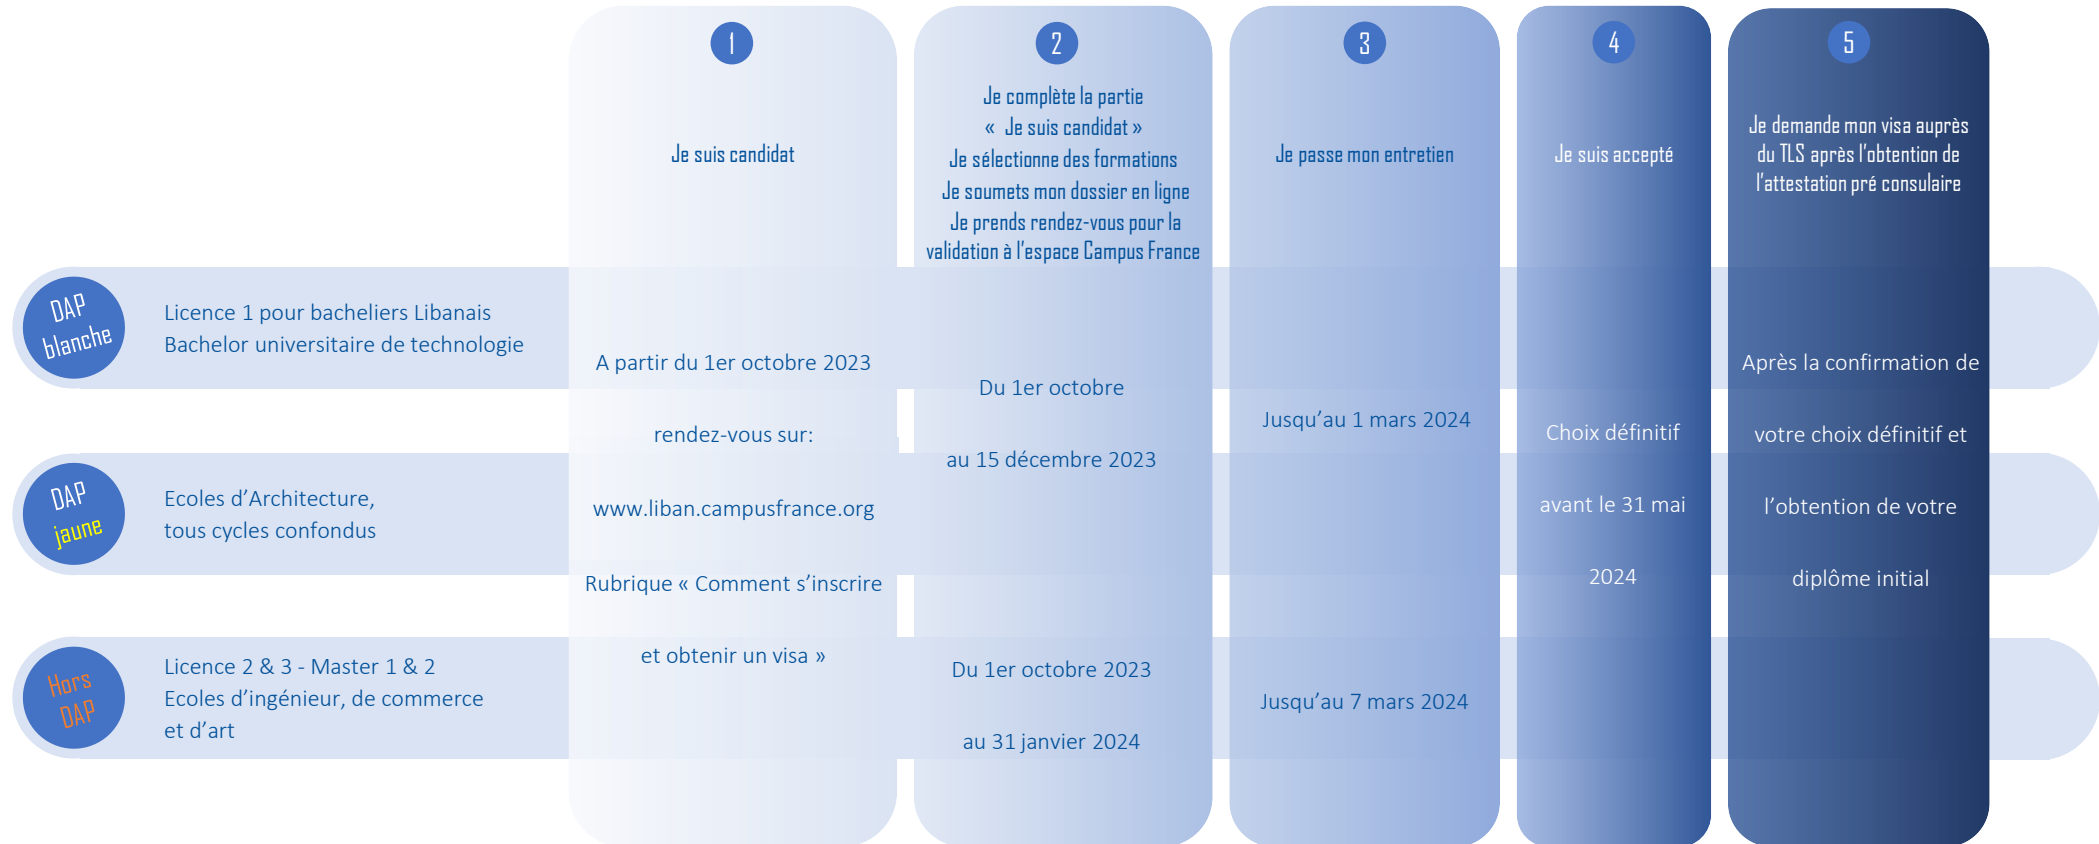 1
Je suis candidat
2
Je complète la partie
« Je suis candidat »
Je sélectionne des formations
Je soumets mon dossier en ligne
Je prends rendez-vous pour la
validation à l'espace Campus France
3
Je passe mon entretien
4
Je suis accepté
5
Je demande mon visa auprès
du TLS après l'obtention de
l'attestation pré consulaire
DAP
blanche
Licence 1 pour bacheliers Libanais
Bachelor universitaire de technologie
DAP
jaune
Ecoles d'Architecture,
tous cycles confondus
Hors
DAP
Licence 2 & 3 - Master 1 & 2
Ecoles d'ingénieur, de commerce
et d'art
A partir du 1er octobre 2023
rendez-vous sur:
www.liban.campusfrance.org
Rubrique « Comment s'inscrire
et obtenir un visa »
Du 1er octobre
au 15 décembre 2023
Du 1er octobre 2023
au 31 janvier 2024
Jusqu'au 1 mars 2024
Jusqu'au 7 mars 2024
Choix définitif
avant le 31 mai
2024
Après la confirmation de
votre choix définitif et
l'obtention de votre
diplôme initial